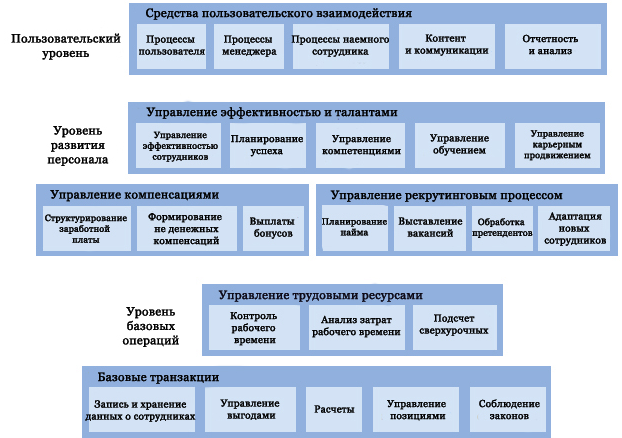 Средства пользовательского взаимодействия
Пользовательский
уровень
Процессы
пользователя
Процессы
менеджера
Процессы наемного
сотрудника
Контент
и коммуникации
Отчетность
и анализ
Управление эффективностью и талантами
Уровень
развития
персонала
Управление
эффективностью
сотрудников
Планирование
успеха
Управление
компетенциями
Управление
обучением
Управление
карьерным
продвижением
Управление компенсациями
Структурирование
заработной
платы
Формирование
не денежных
компенсаций
Выплаты
бонусов
Управление рекрутинговым процессом
Планирование
найма
Выставление
вакансий
Обработка
претендентов
Адаптация
новых
сотрудников
Управление трудовыми ресурсами
Уровень
базовых
операций
Контроль
рабочего
времени
Анализ затрат
рабочего времени
Подсчет
сверхурочных
Базовые транзакции
Запись и хранение
данных о сотрудниках
Управление
выгодами
Расчеты
Управление
позициями
Соблюдение
законов